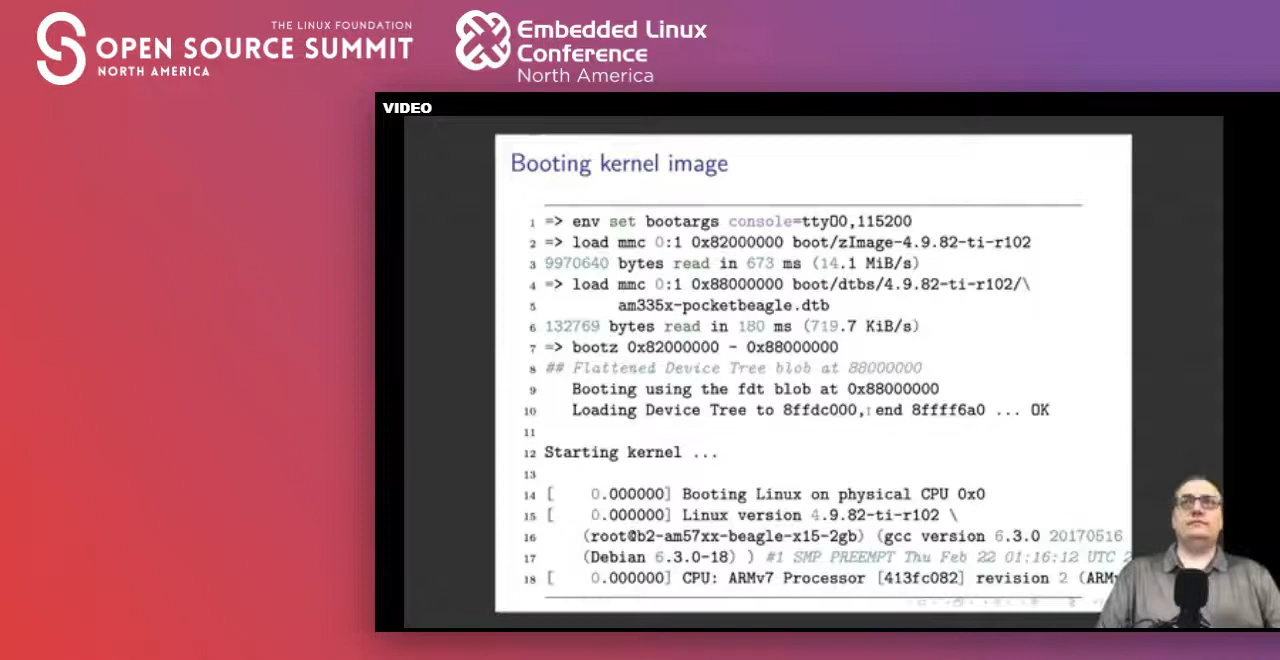 THE LINUX FOUNDATION
OPEN SOURCE SUMMIT
NORTH AMERICA
Embedded Linux
Conference
North America
VIDEO
Booting kernel image
1 => env set bootargs console=ttyO0,115200
2 => load mmc 0:1 0x82000000 boot/zImage-4.9.82-ti-r102
3 9970640 bytes read in 673 ms (14.1 MiB/s)
4 => load mmc 0:1 0x88000000 boot/dtbs/4.9.82-ti-r102/\
5 am335x-pocketbeagle.dtb
6 132769 bytes read in 180 ms (719.7 KiB/s)
7 => bootz 0x82000000 - 0x88000000
8 ## Flattened Device Tree blob at 88000000
9 Booting using the fdt blob at 0x88000000
10 Loading Device Tree to 8ffdc000, end 8ffff6a0 ... OK
11
12 Starting kernel ...
13
14 [ 0.000000] Booting Linux on physical CPU 0x0
15 [ 0.000000] Linux version 4.9.82-ti-r102 \
16 (root@b2-am57xx-beagle-x15-2gb) (gcc version 6.3.0 20170516
17 (Debian 6.3.0-18) ) #1 SMP PREEMPT Thu Feb 22 01:16:12 UTC 2
18 [ 0.000000] CPU: ARMv7 Processor [413fc082] revision 2 (ARMv